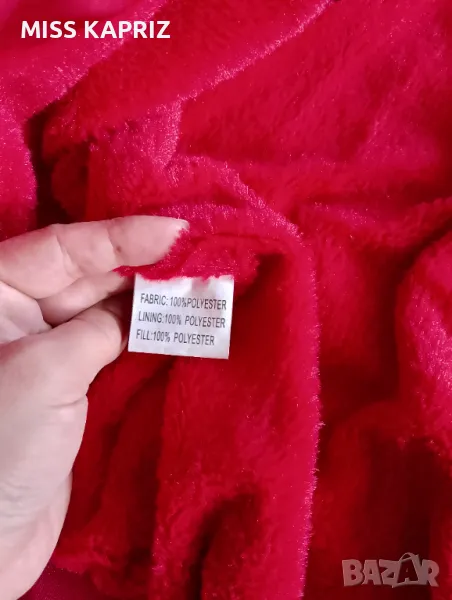 MISS KAPRIZ
FABRIC:100%POLYESTER
LINING:100% POLYESTER
FILL:100% POLYESTER
BAZAR